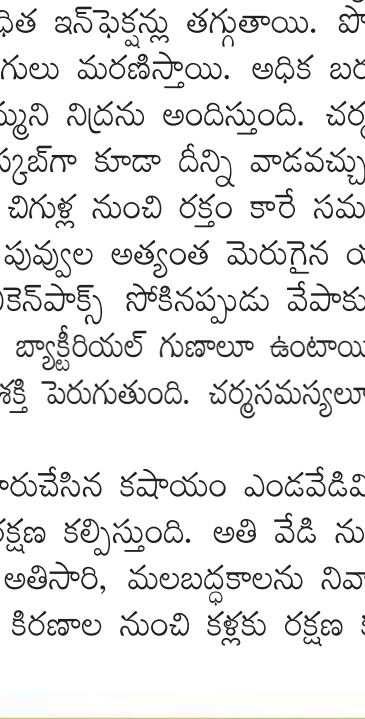 ధిత ఇన్‌ఫెక్షన్లు తగ్గుతాయి. పొ
గులు మరణిస్తాయి. అధిక బర
మ్మని నిద్రను అందిస్తుంది. చర్మ
స్కబ్‌గా కూడా దీన్ని వాడవచ్చు
చిగుళ్ల నుంచి రక్తం కారే సమ
పువ్వుల అత్యంత మెరుగైన య
కెన్‌పాక్స్ సోకినప్పుడు వేపాకు
బ్యాక్టీరియల్ గుణాలూ ఉంటాయి
శక్తి పెరుగుతుంది. చర్మసమస్యలూ
ారుచేసిన కషాయం ఎండవేడిమి
రక్షణ కల్పిస్తుంది. అతి వేడి ను
అతిసారి, మలబద్ధకాలను నివా
కిరణాల నుంచి కళ్లకు రక్షణ క